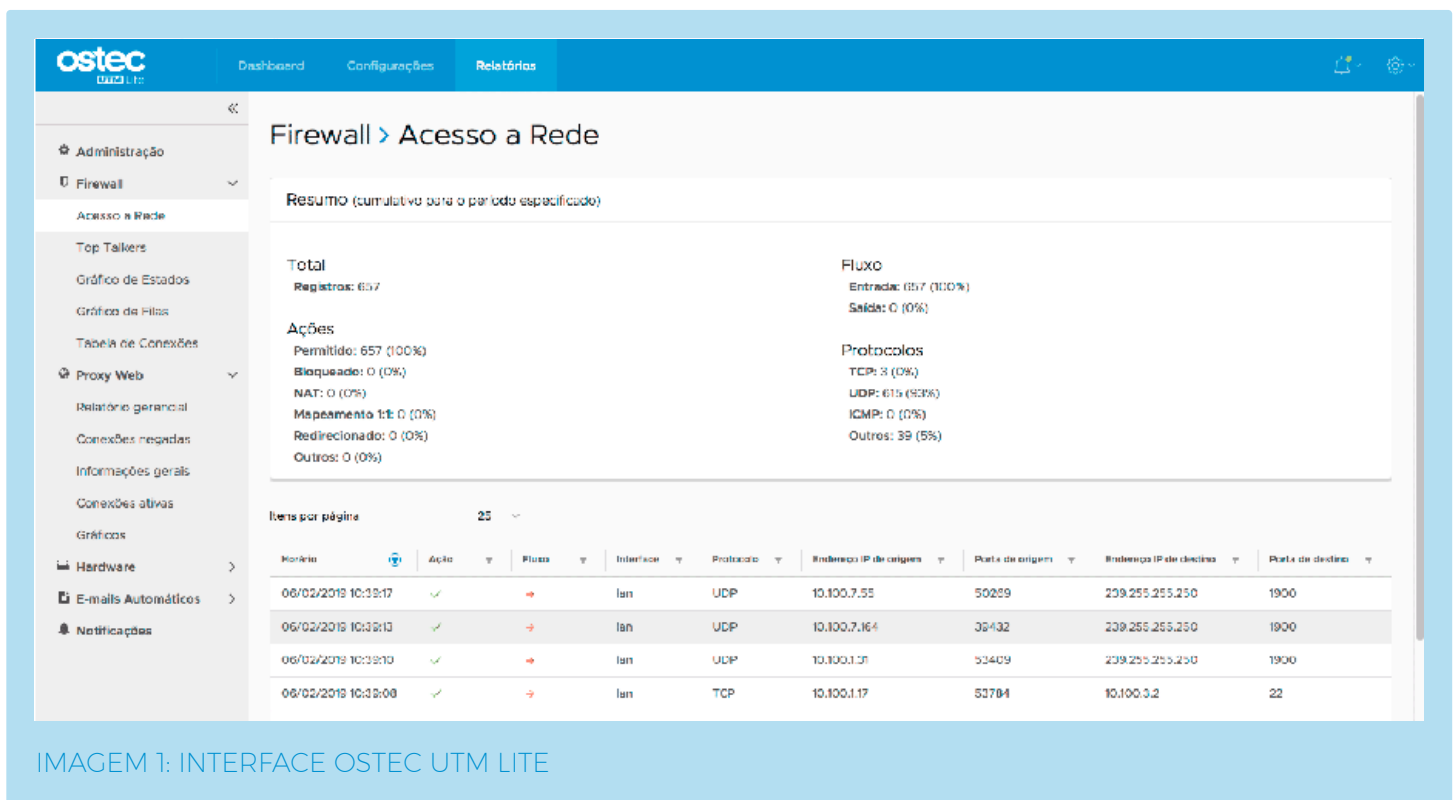 ostec
UTM Lite
Dashboard Configurações Relatórios
Firewall > Acesso a Rede
Administração
Firewall
Acesso a Rede
Top Talkers
Gráfico de Estados
Gráfico de Filas
Tabela de Conexões
Proxy Web
Relatório gerencial
Conexões negadas
Informações gerais
Conexões ativas
Gráficos
Hardware
E-mails Automáticos
Notificações
Resumo (cumulativo para o período especificado)
Total
Registros: 657
Ações
Permitido: 657 (100%)
Bloqueado: 0 (0%)
NAT: 0 (0%)
Mapeamento 1:1: 0 (0%)
Redirecionado: 0 (0%)
Outros: 0 (0%)
Fluxo
Entrada: 657 (100%)
Saída: 0 (0%)
Protocolos
TCP: 3 (0%)
UDP: 615 (93%)
ICMP: 0 (0%)
Outros: 39 (5%)
Itens por página 25
Horário Ação Fluxo Interface Protocolo Endereço IP de origem Porta de origem Endereço IP de destino Porta de destino
06/02/2019 10:39:17 lan UDP 10.100.7.55 50269 239.255.255.250 1900
06/02/2019 10:39:13 lan UDP 10.100.7.164 39432 239.255.255.250 1900
06/02/2019 10:39:10 lan UDP 10.100.1.31 53409 239.255.255.250 1900
06/02/2019 10:39:08 lan TCP 10.100.1.17 53784 10.100.3.2 22
IMAGEM 1: INTERFACE OSTEC UTM LITE